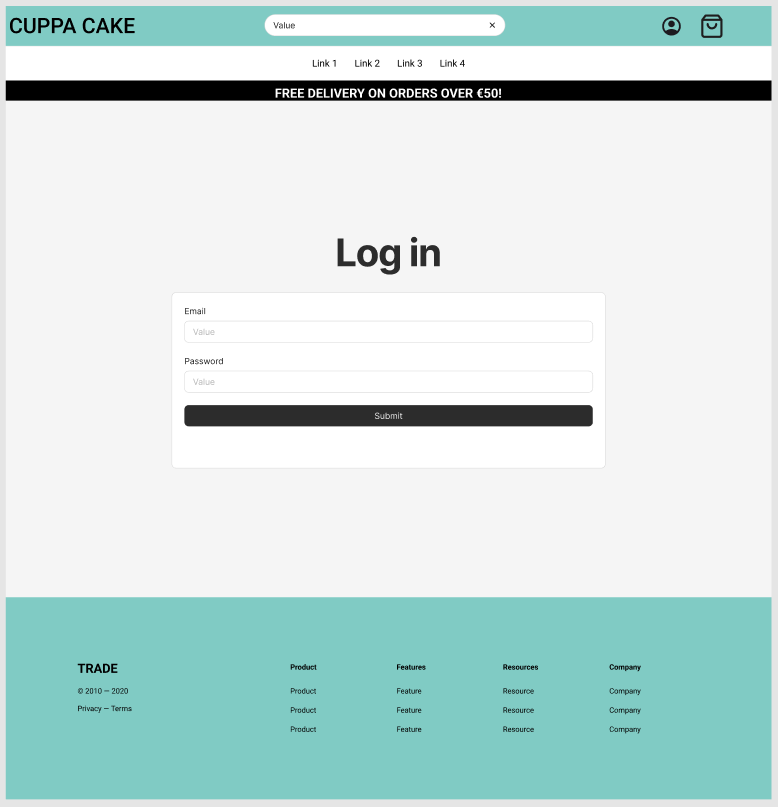 CUPPA CAKE
Value
Link 1 Link 2 Link 3 Link 4
FREE DELIVERY ON ORDERS OVER €50!
Log in
Email
Value
Password
Value
Submit
TRADE
© 2010 — 2020
Privacy — Terms
Product
Product
Product
Product
Features
Feature
Feature
Feature
Resources
Resource
Resource
Resource
Company
Company
Company
Company